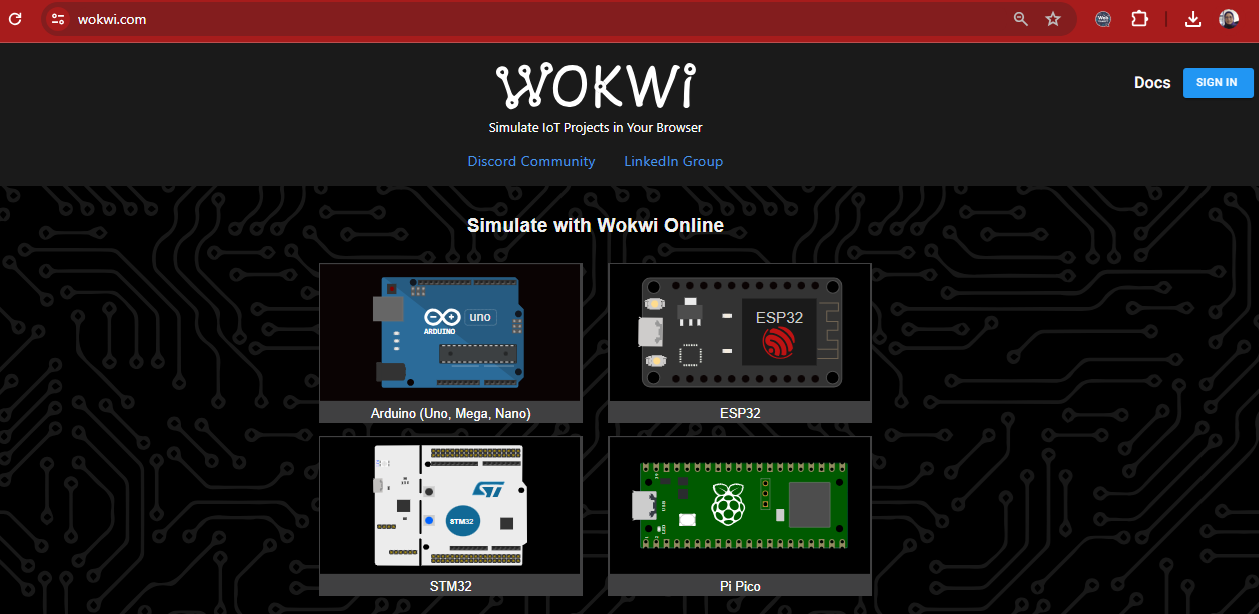 wokwi.com
WOKWi
Docs
SIGN IN
Simulate IoT Projects in Your Browser
Discord Community
LinkedIn Group
Simulate with Wokwi Online
uno
ARDUINO
ESP32
Arduino (Uno, Mega, Nano)
ESP32
STM32
STM32
Pi Pico